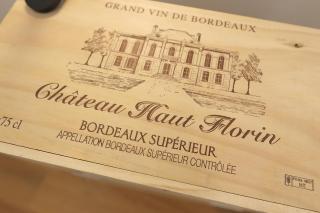 GRAND VIN DE BORDEAUX
Château Haut Florin
75 cl
BORDEAUX SUPÉRIEUR
APPELLATION BORDEAUX SUPÉRIEUR CONTRÔLÉE